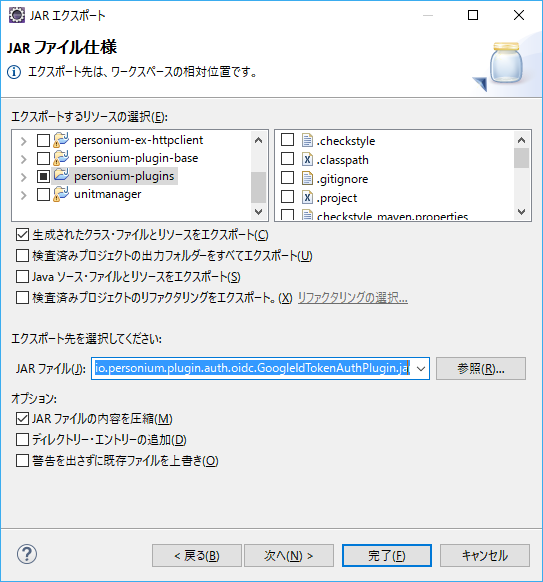 JAR エクスポート
JAR ファイル仕様
エクスポート先は、ワークスペースの相対位置です。
エクスポートするリソースの選択(E):
personium-ex-httpclient
personium-plugin-base
personium-plugins
unitmanager
.checkstyle
.classpath
.gitignore
.project
checkstyle_maven.properties
生成されたクラス・ファイルとリソースをエクスポート(C)
検査済みプロジェクトの出力フォルダーをすべてエクスポート(U)
Java ソース・ファイルとリソースをエクスポート(S)
検査済みプロジェクトのリファクタリングをエクスポート。(X) リファクタリングの選択...
エクスポート先を選択してください:
JAR ファイル(J): io.personium.plugin.auth.oidc.GoogleIdTokenAuthPlugin.jar 参照(R)...
オプション:
JAR ファイルの内容を圧縮(M)
ディレクトリー・エントリーの追加(D)
警告を出さずに既存ファイルを上書き(O)
< 戻る(B) 次へ(N) > 完了(F) キャンセル